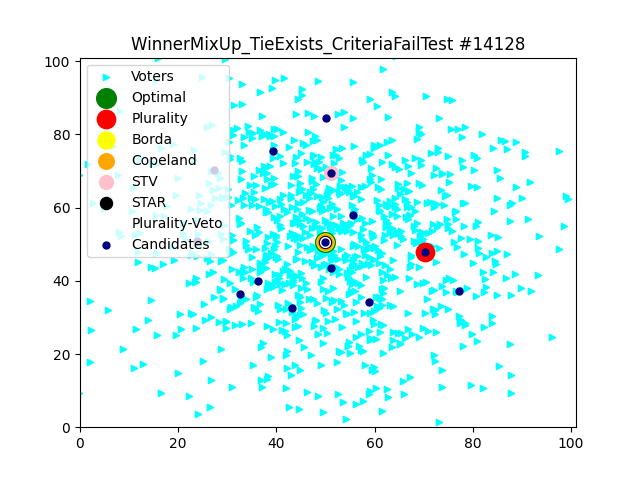 WinnerMixUp_TieExists_CriteriaFailTest #14128
100
80
60
40
20
0
Voters
Optimal
Plurality
Borda
Copeland
STV
STAR
Plurality-Veto
Candidates
0 20 40 60 80 100